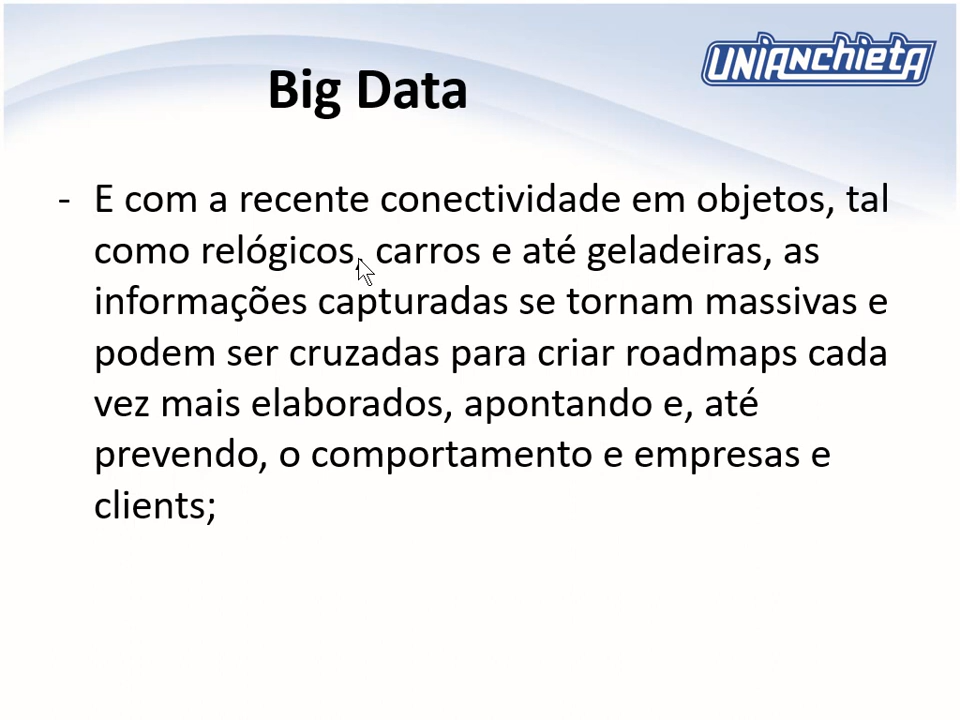 UNIANCHIETA
Big Data
- E com a recente conectividade em objetos, tal
como relógicos, carros e até geladeiras, as
informações capturadas se tornam massivas e
podem ser cruzadas para criar roadmaps cada
vez mais elaborados, apontando e, até
prevendo, o comportamento e empresas e
clients;